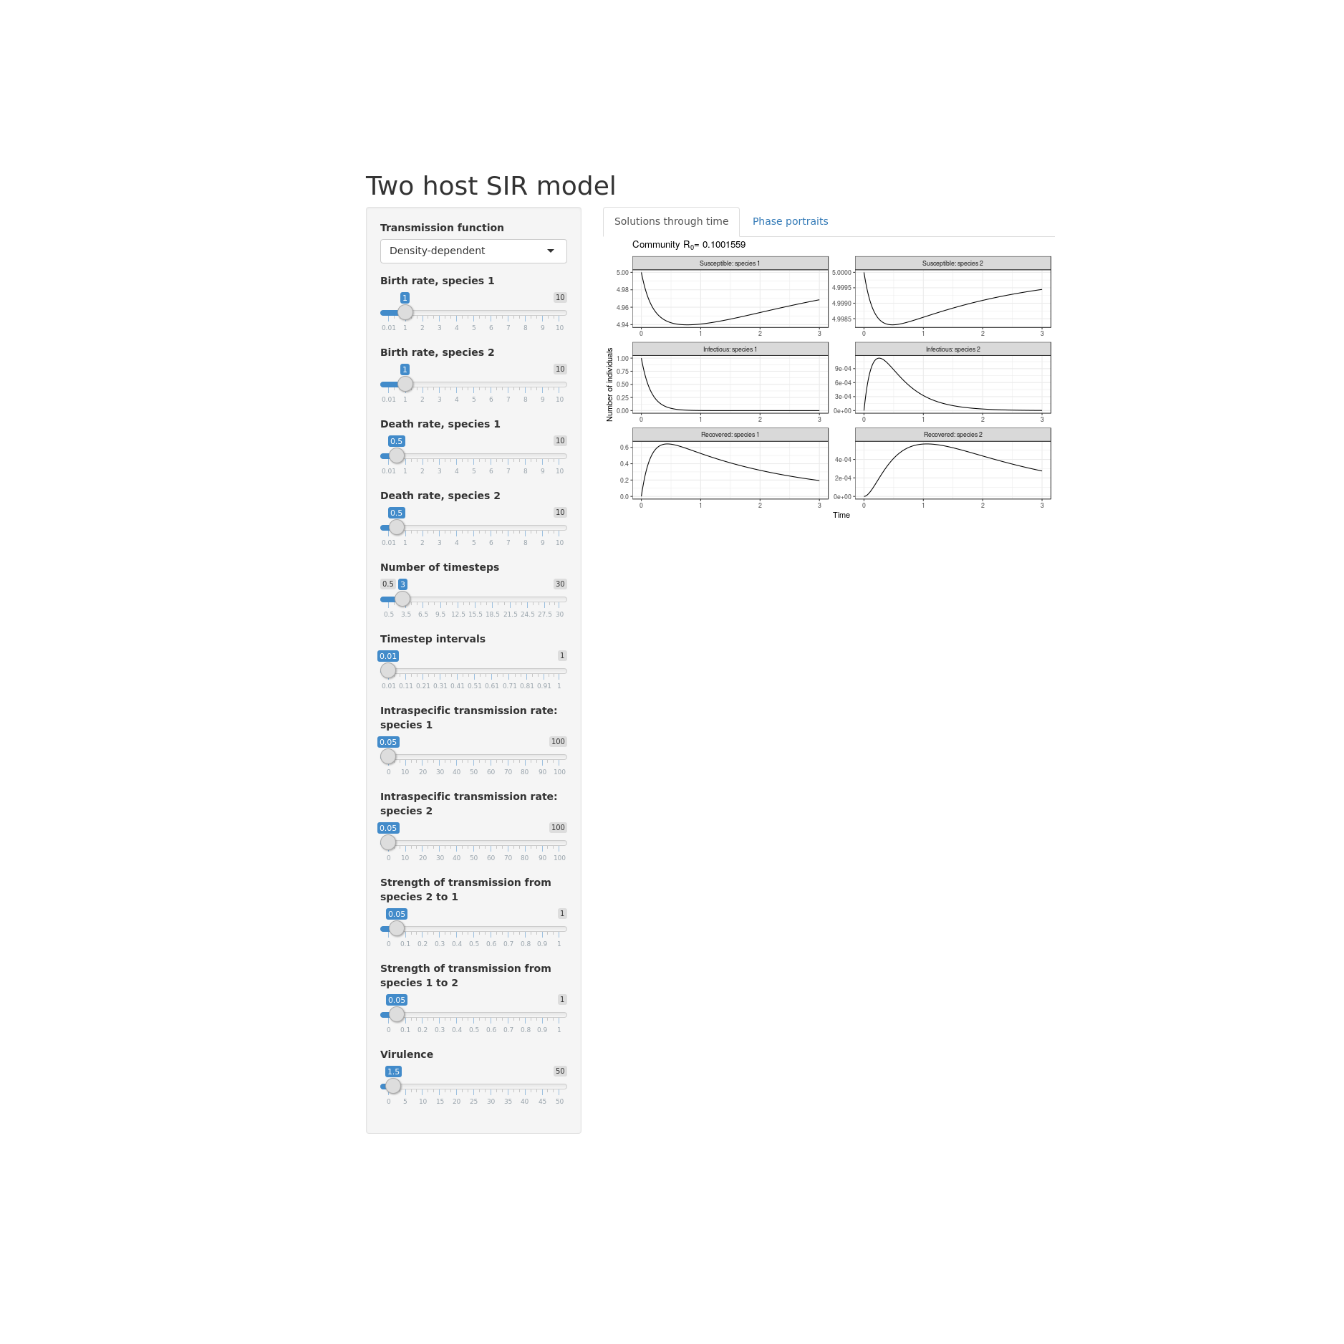 Two host SIR model
Transmission function
Density-dependent
Birth rate, species 1
1 10
0.01 1 2 3 4 5 6 7 8 9 10
Birth rate, species 2
1 10
0.01 1 2 3 4 5 6 7 8 9 10
Death rate, species 1
0.5 10
0.01 1 2 3 4 5 6 7 8 9 10
Death rate, species 2
0.5 10
0.01 1 2 3 4 5 6 7 8 9 10
Number of timesteps
0.5 3 30
0.5 3.5 6.5 9.5 12.5 15.5 18.5 21.5 24.5 27.5 30
Timestep intervals
0.01 1
0.01 0.11 0.21 0.31 0.41 0.51 0.61 0.71 0.81 0.91 1
Intraspecific transmission rate:
species 1
0.05 100
0 10 20 30 40 50 60 70 80 90 100
Intraspecific transmission rate:
species 2
0.05 100
0 10 20 30 40 50 60 70 80 90 100
Strength of transmission from
species 2 to 1
0.05 1
0 0.1 0.2 0.3 0.4 0.5 0.6 0.7 0.8 0.9 1
Strength of transmission from
species 1 to 2
0.05 1
0 0.1 0.2 0.3 0.4 0.5 0.6 0.7 0.8 0.9 1
Virulence
1.5 50
0 5 10 15 20 25 30 35 40 45 50
Solutions through time
Phase portraits
Community R0= 0.1001559
Number of individuals
Susceptible: species 1
5.00
4.98
4.96
4.94
0 1 2 3
Susceptible: species 2
5.0000
4.9995
4.9990
4.9985
0 1 2 3
Infectious: species 1
1.00
0.75
0.50
0.25
0.00
0 1 2 3
Infectious: species 2
9e-04
6e-04
3e-04
0e+00
0 1 2 3
Recovered: species 1
0.6
0.4
0.2
0.0
0 1 2 3
Recovered: species 2
4e-04
2e-04
0e+00
0 1 2 3
Time